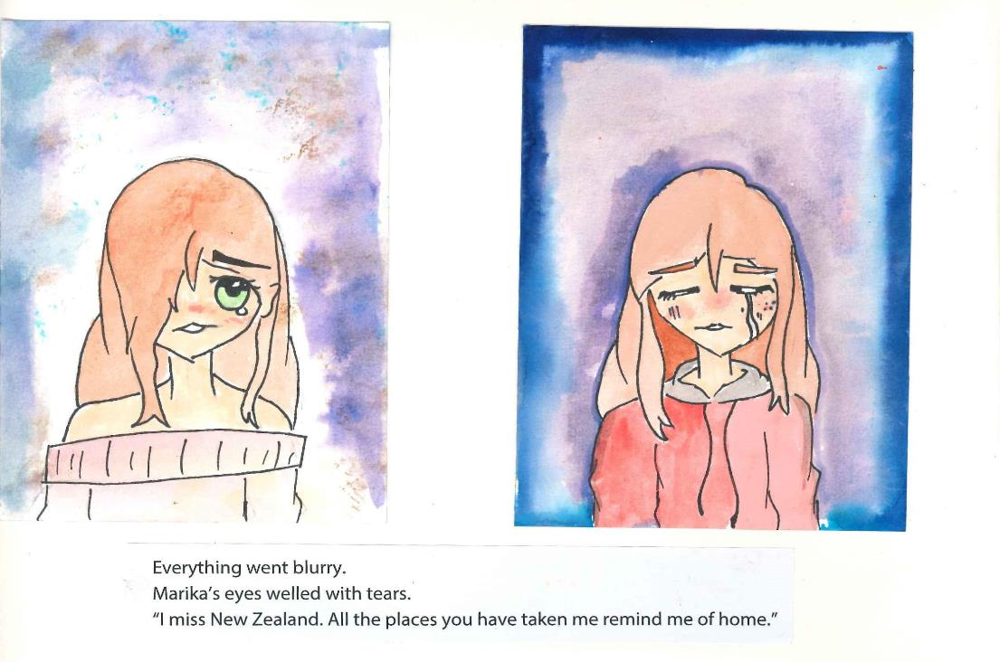 Everything went blurry.
Marika’s eyes welled with tears.
“I miss New Zealand. All the places you have taken me remind me of home.”